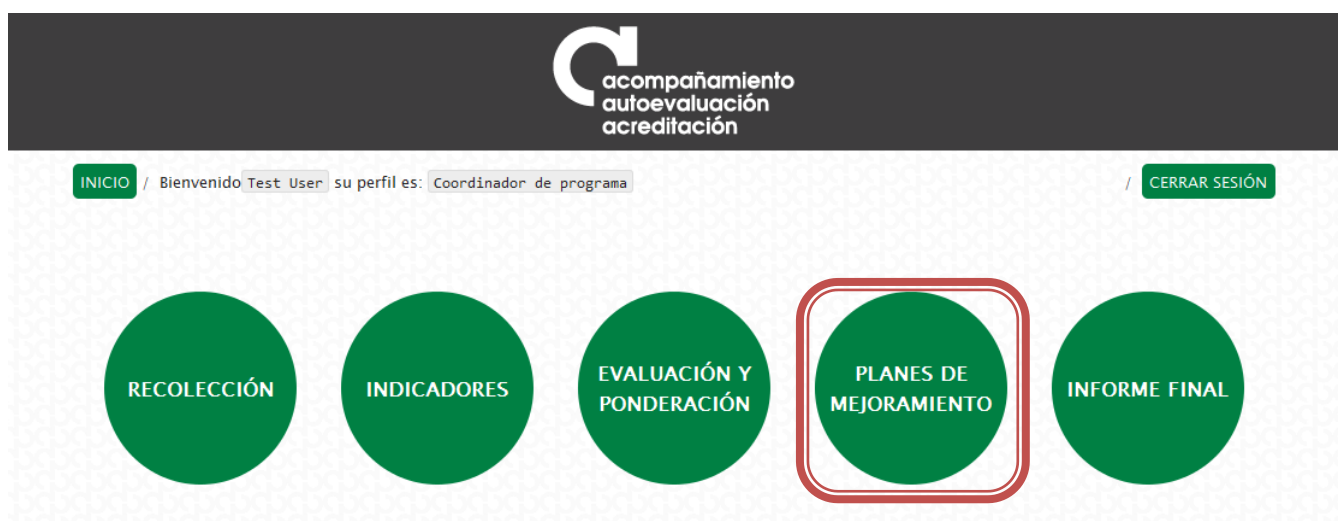 acompañamiento
autoevaluación
acreditación
INICIO / Bienvenido Test User su perfil es: Coordinador de programa / CERRAR SESIÓN
RECOLECCIÓN
INDICADORES
EVALUACIÓN Y
PONDERACIÓN
PLANES DE
MEJORAMIENTO
INFORME FINAL